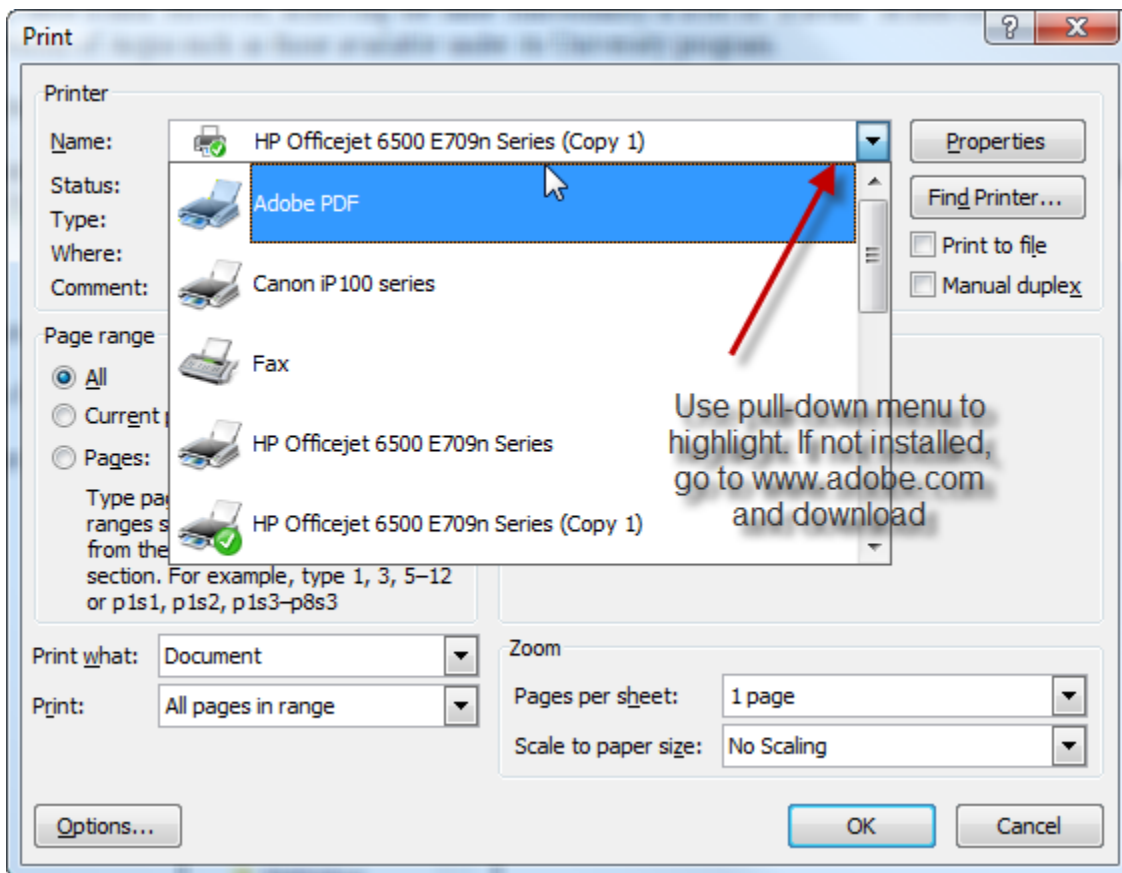 Print
Printer
Name:
HP Officejet 6500 E709n Series (Copy 1)
Properties
Status:
Adobe PDF
Find Printer...
Type:
Where:
Print to file
Comment:
Canon iP100 series
Manual duplex
Page range
All
Fax
Current
Pages:
HP Officejet 6500 E709n Series
Use pull-down menu to
highlight. If not installed,
go to www.adobe.com
and download
HP Officejet 6500 E709n Series (Copy 1)
Type
ranges
from the
section. For example, type 1, 3, 5–12
or p1s1, p1s2, p1s3–p8s3
Print what:
Document
Print:
All pages in range
Zoom
Pages per sheet:
1 page
Scale to paper size:
No Scaling
Options...
OK
Cancel